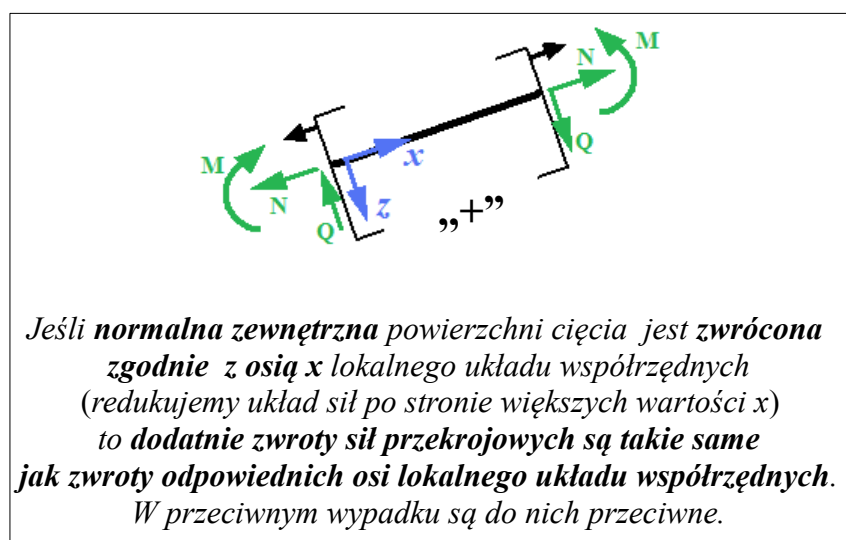 M
N
Q
x
z
M
N
Q
„+”
Jeśli normalna zewnętrzna powierzchni cięcia jest zwrócona
zgodnie z osią x lokalnego układu współrzędnych
(redukujemy układ sił po stronie większych wartości x)
to dodatnie zwroty sił przekrojowych są takie same
jak zwroty odpowiednich osi lokalnego układu współrzędnych.
W przeciwnym wypadku są do nich przeciwne.